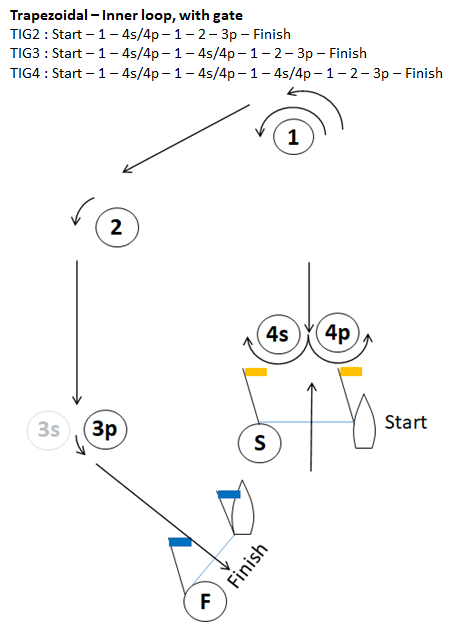 Trapezoidal – Inner loop, with gate
TIG2 : Start – 1 – 4s/4p – 1 – 2 – 3p – Finish
TIG3 : Start – 1 – 4s/4p – 1 – 4s/4p – 1 – 2 – 3p – Finish
TIG4 : Start – 1 – 4s/4p – 1 – 4s/4p – 1 – 4s/4p – 1 – 2 – 3p – Finish
1
2
4s 4p
3s 3p
Start
S
Finish
F